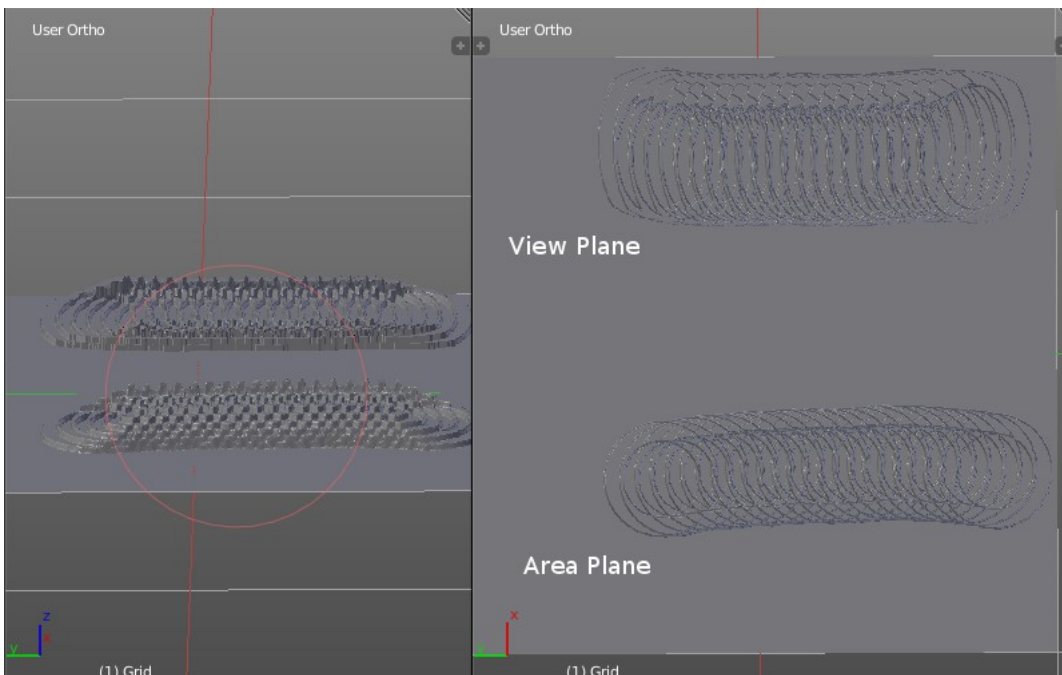 User Ortho
User Ortho
View Plane
Area Plane
z
x
y
x
y
(1) Grid
(1) Grid